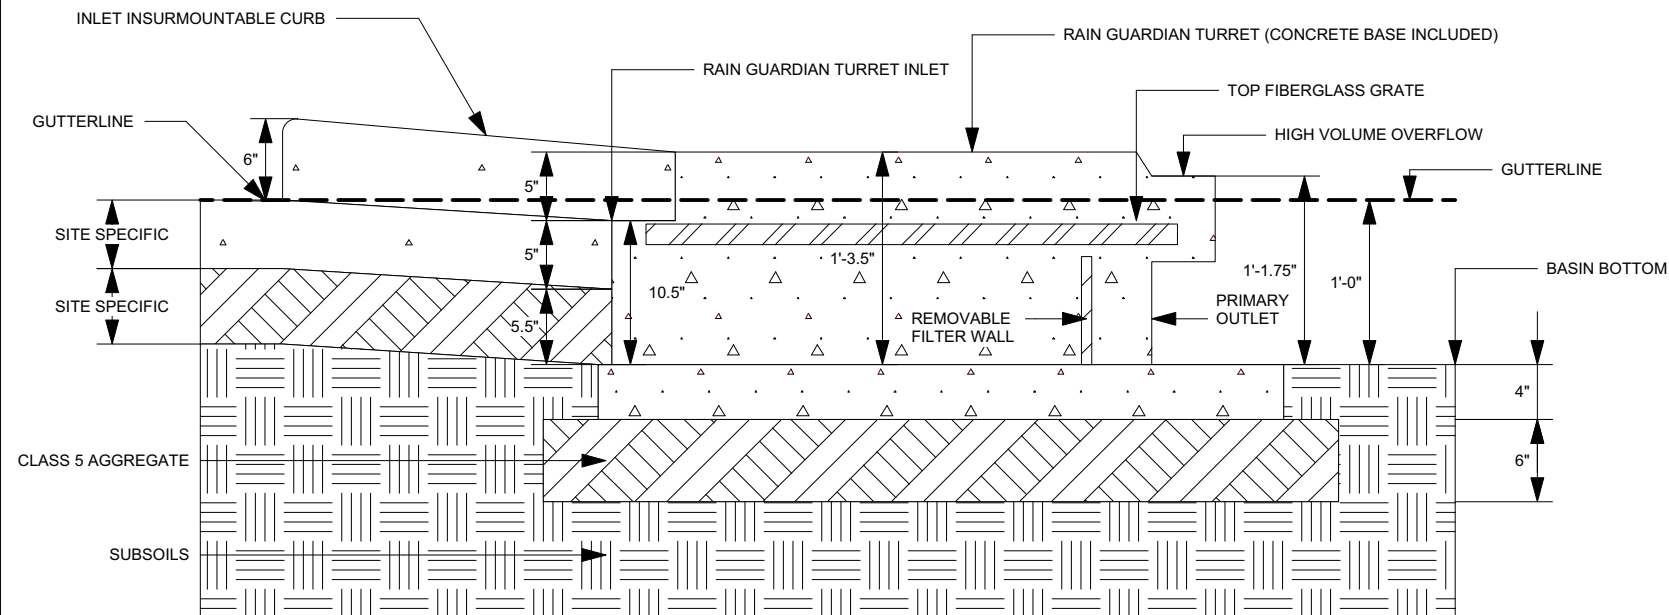 INLET INSURMOUNTABLE CURB
RAIN GUARDIAN TURRET (CONCRETE BASE INCLUDED)
RAIN GUARDIAN TURRET INLET
TOP FIBERGLASS GRATE
GUTTERLINE
HIGH VOLUME OVERFLOW
6"
GUTTERLINE
5"
SITE SPECIFIC
5"
1'-3.5"
1'-1.75"
1'-0"
BASIN BOTTOM
10.5"
SITE SPECIFIC
5.5"
REMOVABLE
FILTER WALL
PRIMARY
OUTLET
4"
CLASS 5 AGGREGATE
6"
SUBSOILS